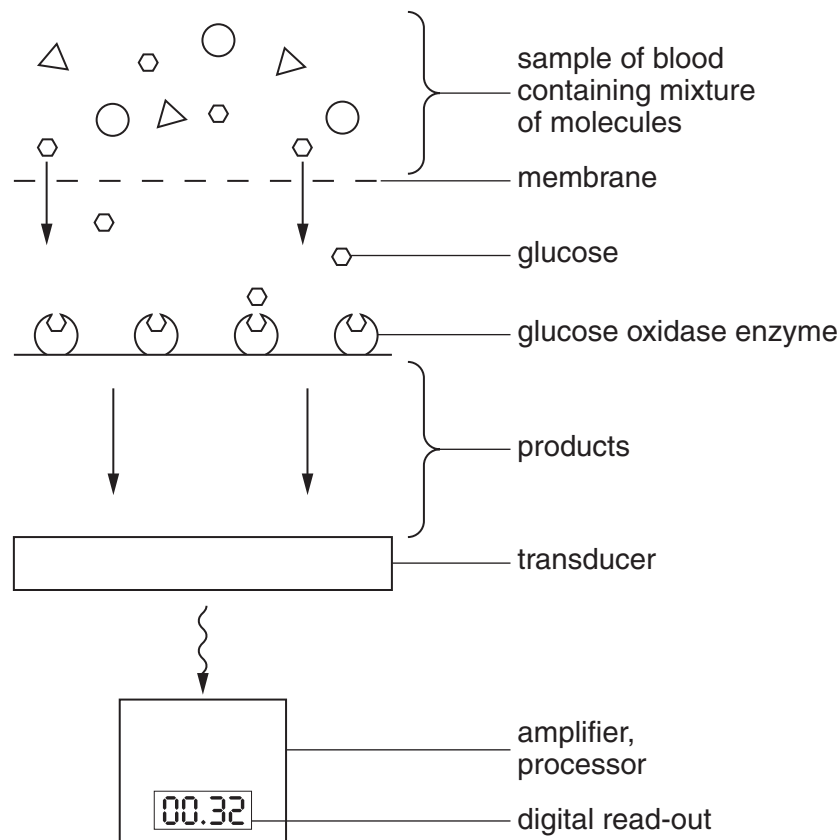 sample of blood
containing mixture
of molecules
membrane
glucose
glucose oxidase enzyme
products
transducer
amplifier,
processor
00.32
digital read-out